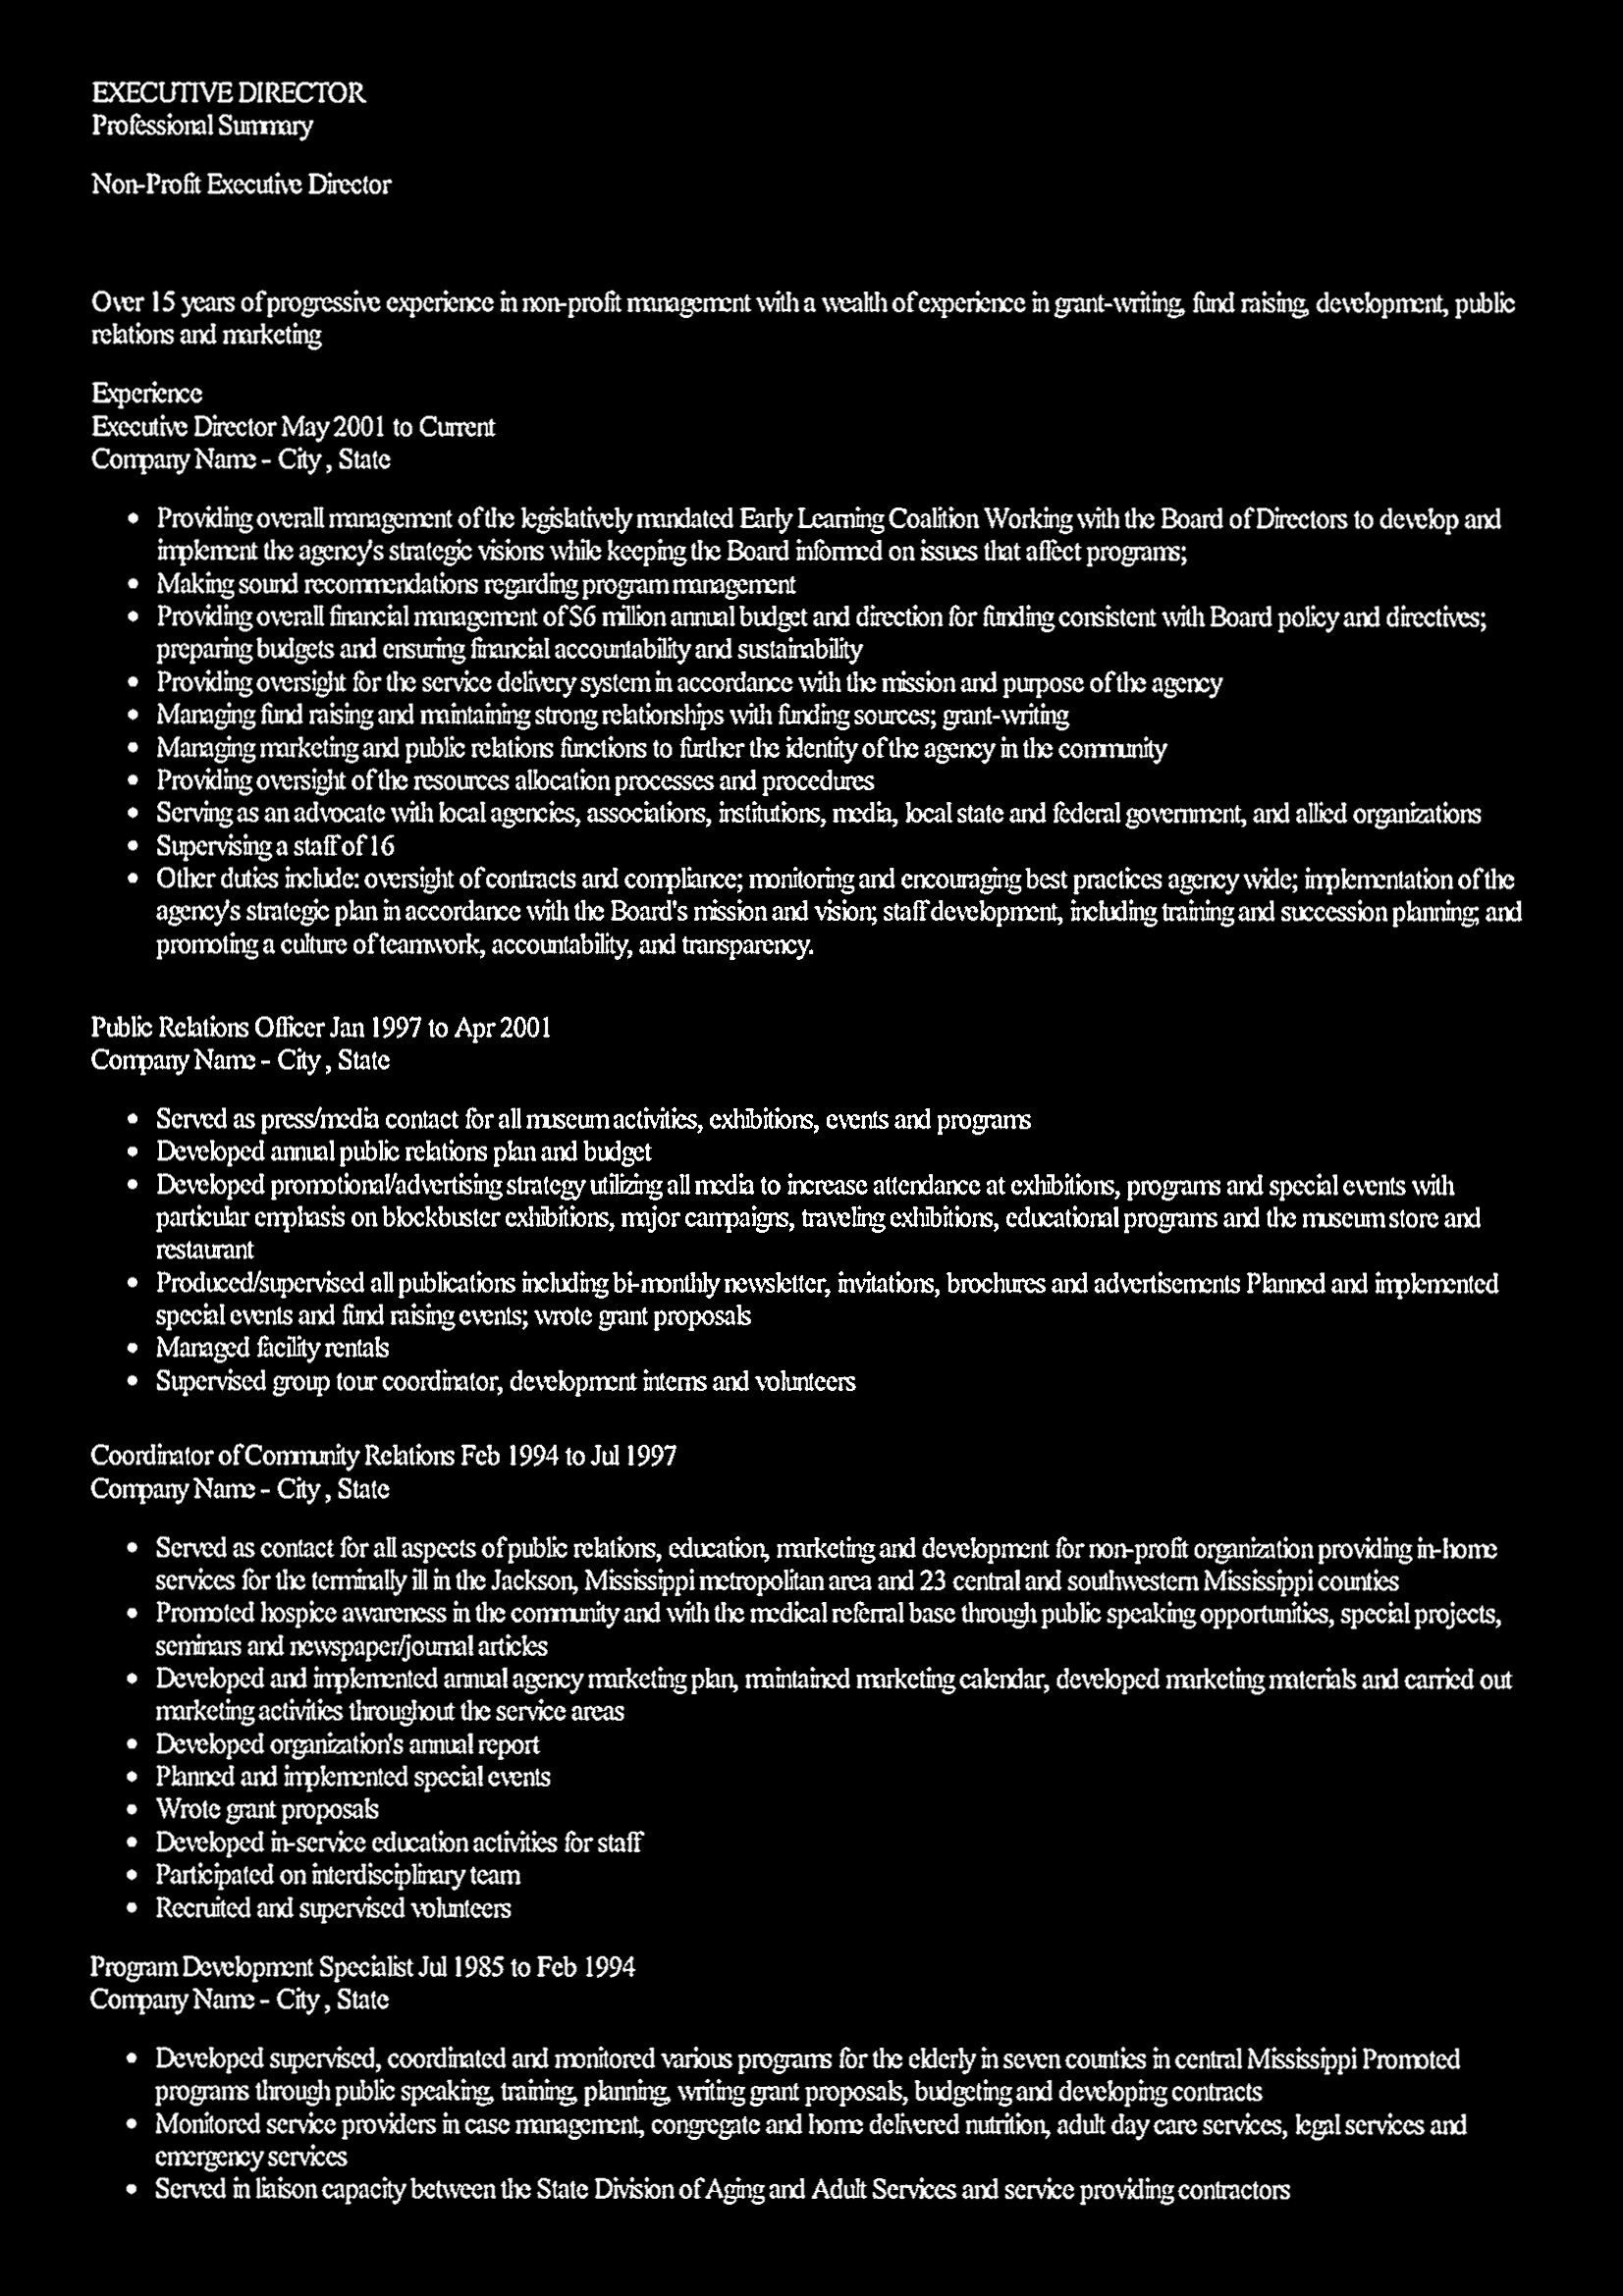 EXECUTIVE DIRECTOR
Professional Summary
Non-Profit Executive Director
Over 15 years of progressive experience in non-profit management with a wealth of experience in grant-writing, fund raising, development, public
relations and marketing
Experience
Executive Director May 2001 to Current
Company Name - City , State
• Providing overall management of the legislatively mandated Early Learning Coalition Working with the Board of Directors to develop and
implement the agency's strategic visions while keeping the Board informed on issues that affect programs;
• Making sound recommendations regarding program management
• Providing overall financial management of $6 million annual budget and direction for funding consistent with Board policy and directives;
preparing budgets and ensuring financial accountability and sustainability
• Providing oversight for the service delivery system in accordance with the mission and purpose of the agency
• Managing fund raising and maintaining strong relationships with funding sources; grant-writing
• Managing marketing and public relations functions to further the identity of the agency in the community
• Providing oversight of the resources allocation processes and procedures
• Serving as an advocate with local agencies, associations, institutions, media, local state and federal government, and allied organizations
• Supervising a staff of 16
• Other duties include: oversight of contracts and compliance; monitoring and encouraging best practices agency wide; implementation of the
agency's strategic plan in accordance with the Board's mission and vision; staff development, including training and succession planning; and
promoting a culture of teamwork, accountability, and transparency.
Public Relations Officer Jan 1997 to Apr 2001
Company Name - City , State
• Served as press/media contact for all museum activities, exhibitions, events and programs
• Developed annual public relations plan and budget
• Developed promotional/advertising strategy utilizing all media to increase attendance at exhibitions, programs and special events with
particular emphasis on blockbuster exhibitions, major campaigns, traveling exhibitions, educational programs and the museum store and
restaurant
• Produced/supervised all publications including bi-monthly newsletter, invitations, brochures and advertisements Planned and implemented
special events and fund raising events; wrote grant proposals
• Managed facility rentals
• Supervised group tour coordinator, development interns and volunteers
Coordinator of Community Relations Feb 1994 to Jul 1997
Company Name - City , State
• Served as contact for all aspects of public relations, education, marketing and development for non-profit organization providing in-home
services for the terminally ill in the Jackson, Mississippi metropolitan area and 23 central and southwestern Mississippi counties
• Promoted hospice awareness in the community and with the medical referral base through public speaking opportunities, special projects,
seminars and newspaper/journal articles
• Developed and implemented annual agency marketing plan, maintained marketing calendar, developed marketing materials and carried out
marketing activities throughout the service areas
• Developed organization's annual report
• Planned and implemented special events
• Wrote grant proposals
• Developed in-service education activities for staff
• Participated on interdisciplinary team
• Recruited and supervised volunteers
Program Development Specialist Jul 1985 to Feb 1994
Company Name - City , State
• Developed supervised, coordinated and monitored various programs for the elderly in seven counties in central Mississippi Promoted
programs through public speaking, training, planning, writing grant proposals, budgeting and developing contracts
• Monitored service providers in case management, congregate and home delivered nutrition, adult day care services, legal services and
emergency services
• Served in liaison capacity between the State Division of Aging and Adult Services and service providing contractors